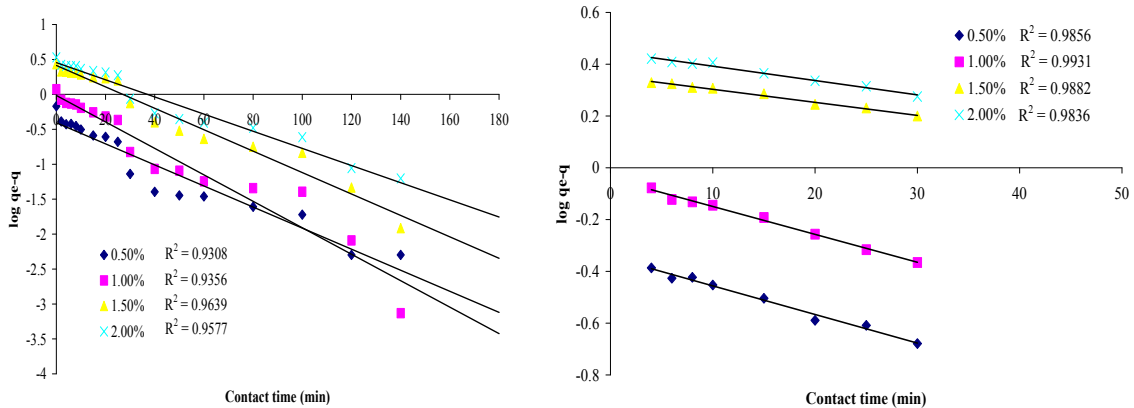 1
0.5
0
-0.5
-1
-1.5
-2
-2.5
-3
-3.5
-4
0 20 40 60 80 100 120 140 160 180
log qe-q
Contact time (min)
0.50% R² = 0.9308
1.00% R² = 0.9356
1.50% R² = 0.9639
2.00% R² = 0.9577
0.6
0.4
0.2
0
-0.2
-0.4
-0.6
-0.8
0 10 20 30 40 50
log qe-q
Contact time (min)
0.50% R² = 0.9856
1.00% R² = 0.9931
1.50% R² = 0.9882
2.00% R² = 0.9836